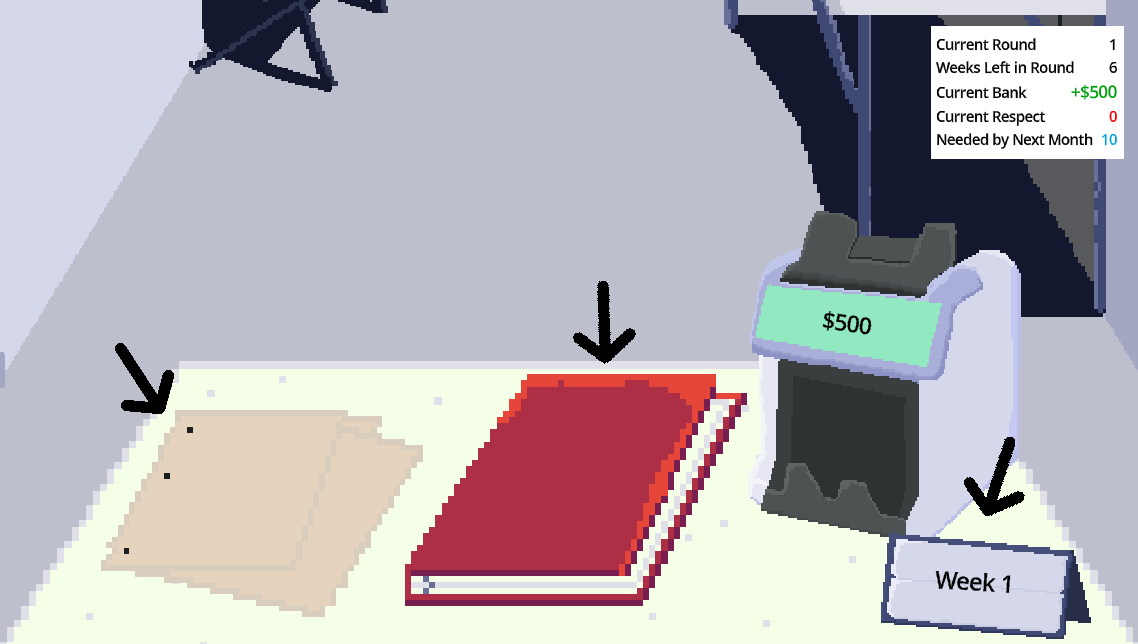 Current Round 1
Weeks Left in Round 6
Current Bank +$500
Current Respect 0
Needed by Next Month 10
$500
Week 1